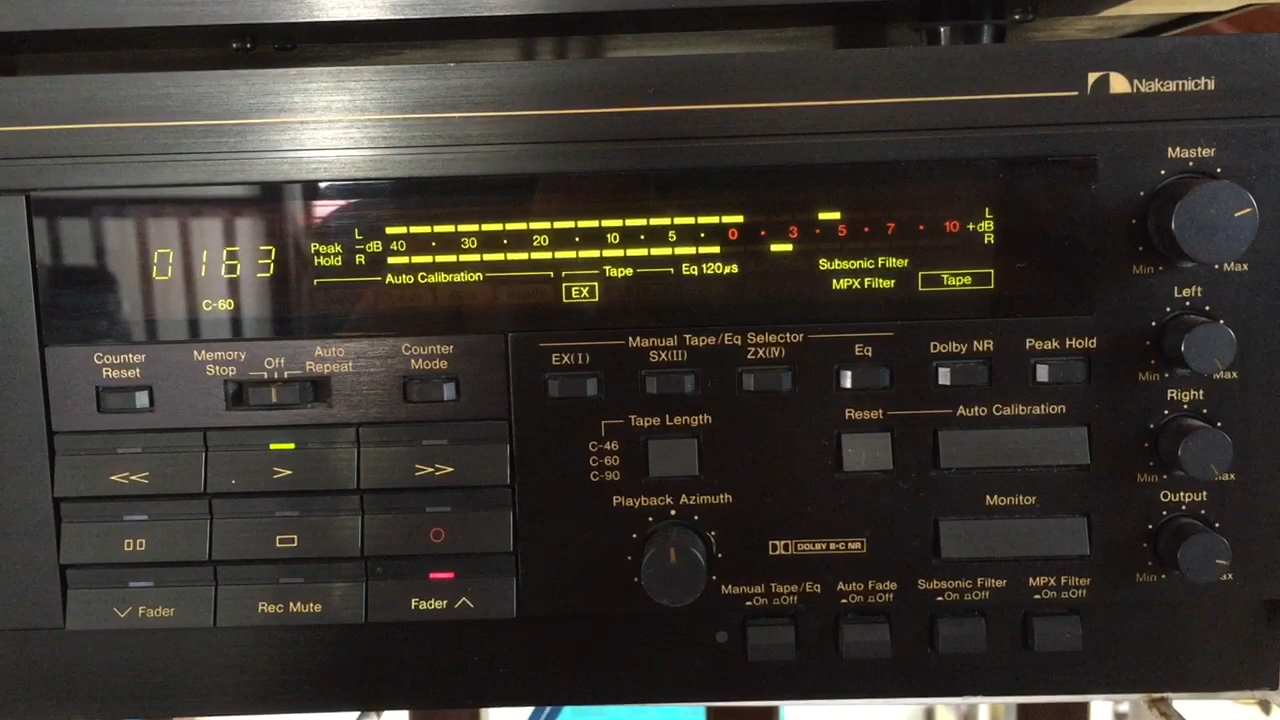 Nakamichi
Master
Min Max
0163
C-60
Peak Hold
L -dB R
40 30 20 10 5 0 3 5 7 10 +dB
L R
Auto Calibration
Tape
Eq 120µs
EX
Subsonic Filter
MPX Filter
Tape
Left
Min Max
Counter Reset
Memory Stop
Off
Auto Repeat
Counter Mode
Manual Tape/Eq Selector
EX(I) SX(II) ZX(IV) Eq
Dolby NR
Peak Hold
Right
Min
Tape Length
C-46
C-60
C-90
Reset
Auto Calibration
<< > >>
Playback Azimuth
Monitor
Output
Min
DOLBY B-C NR
Fader
Rec Mute
Fader
Manual Tape/Eq
On Off
Auto Fade
On Off
Subsonic Filter
On Off
MPX Filter
On Off